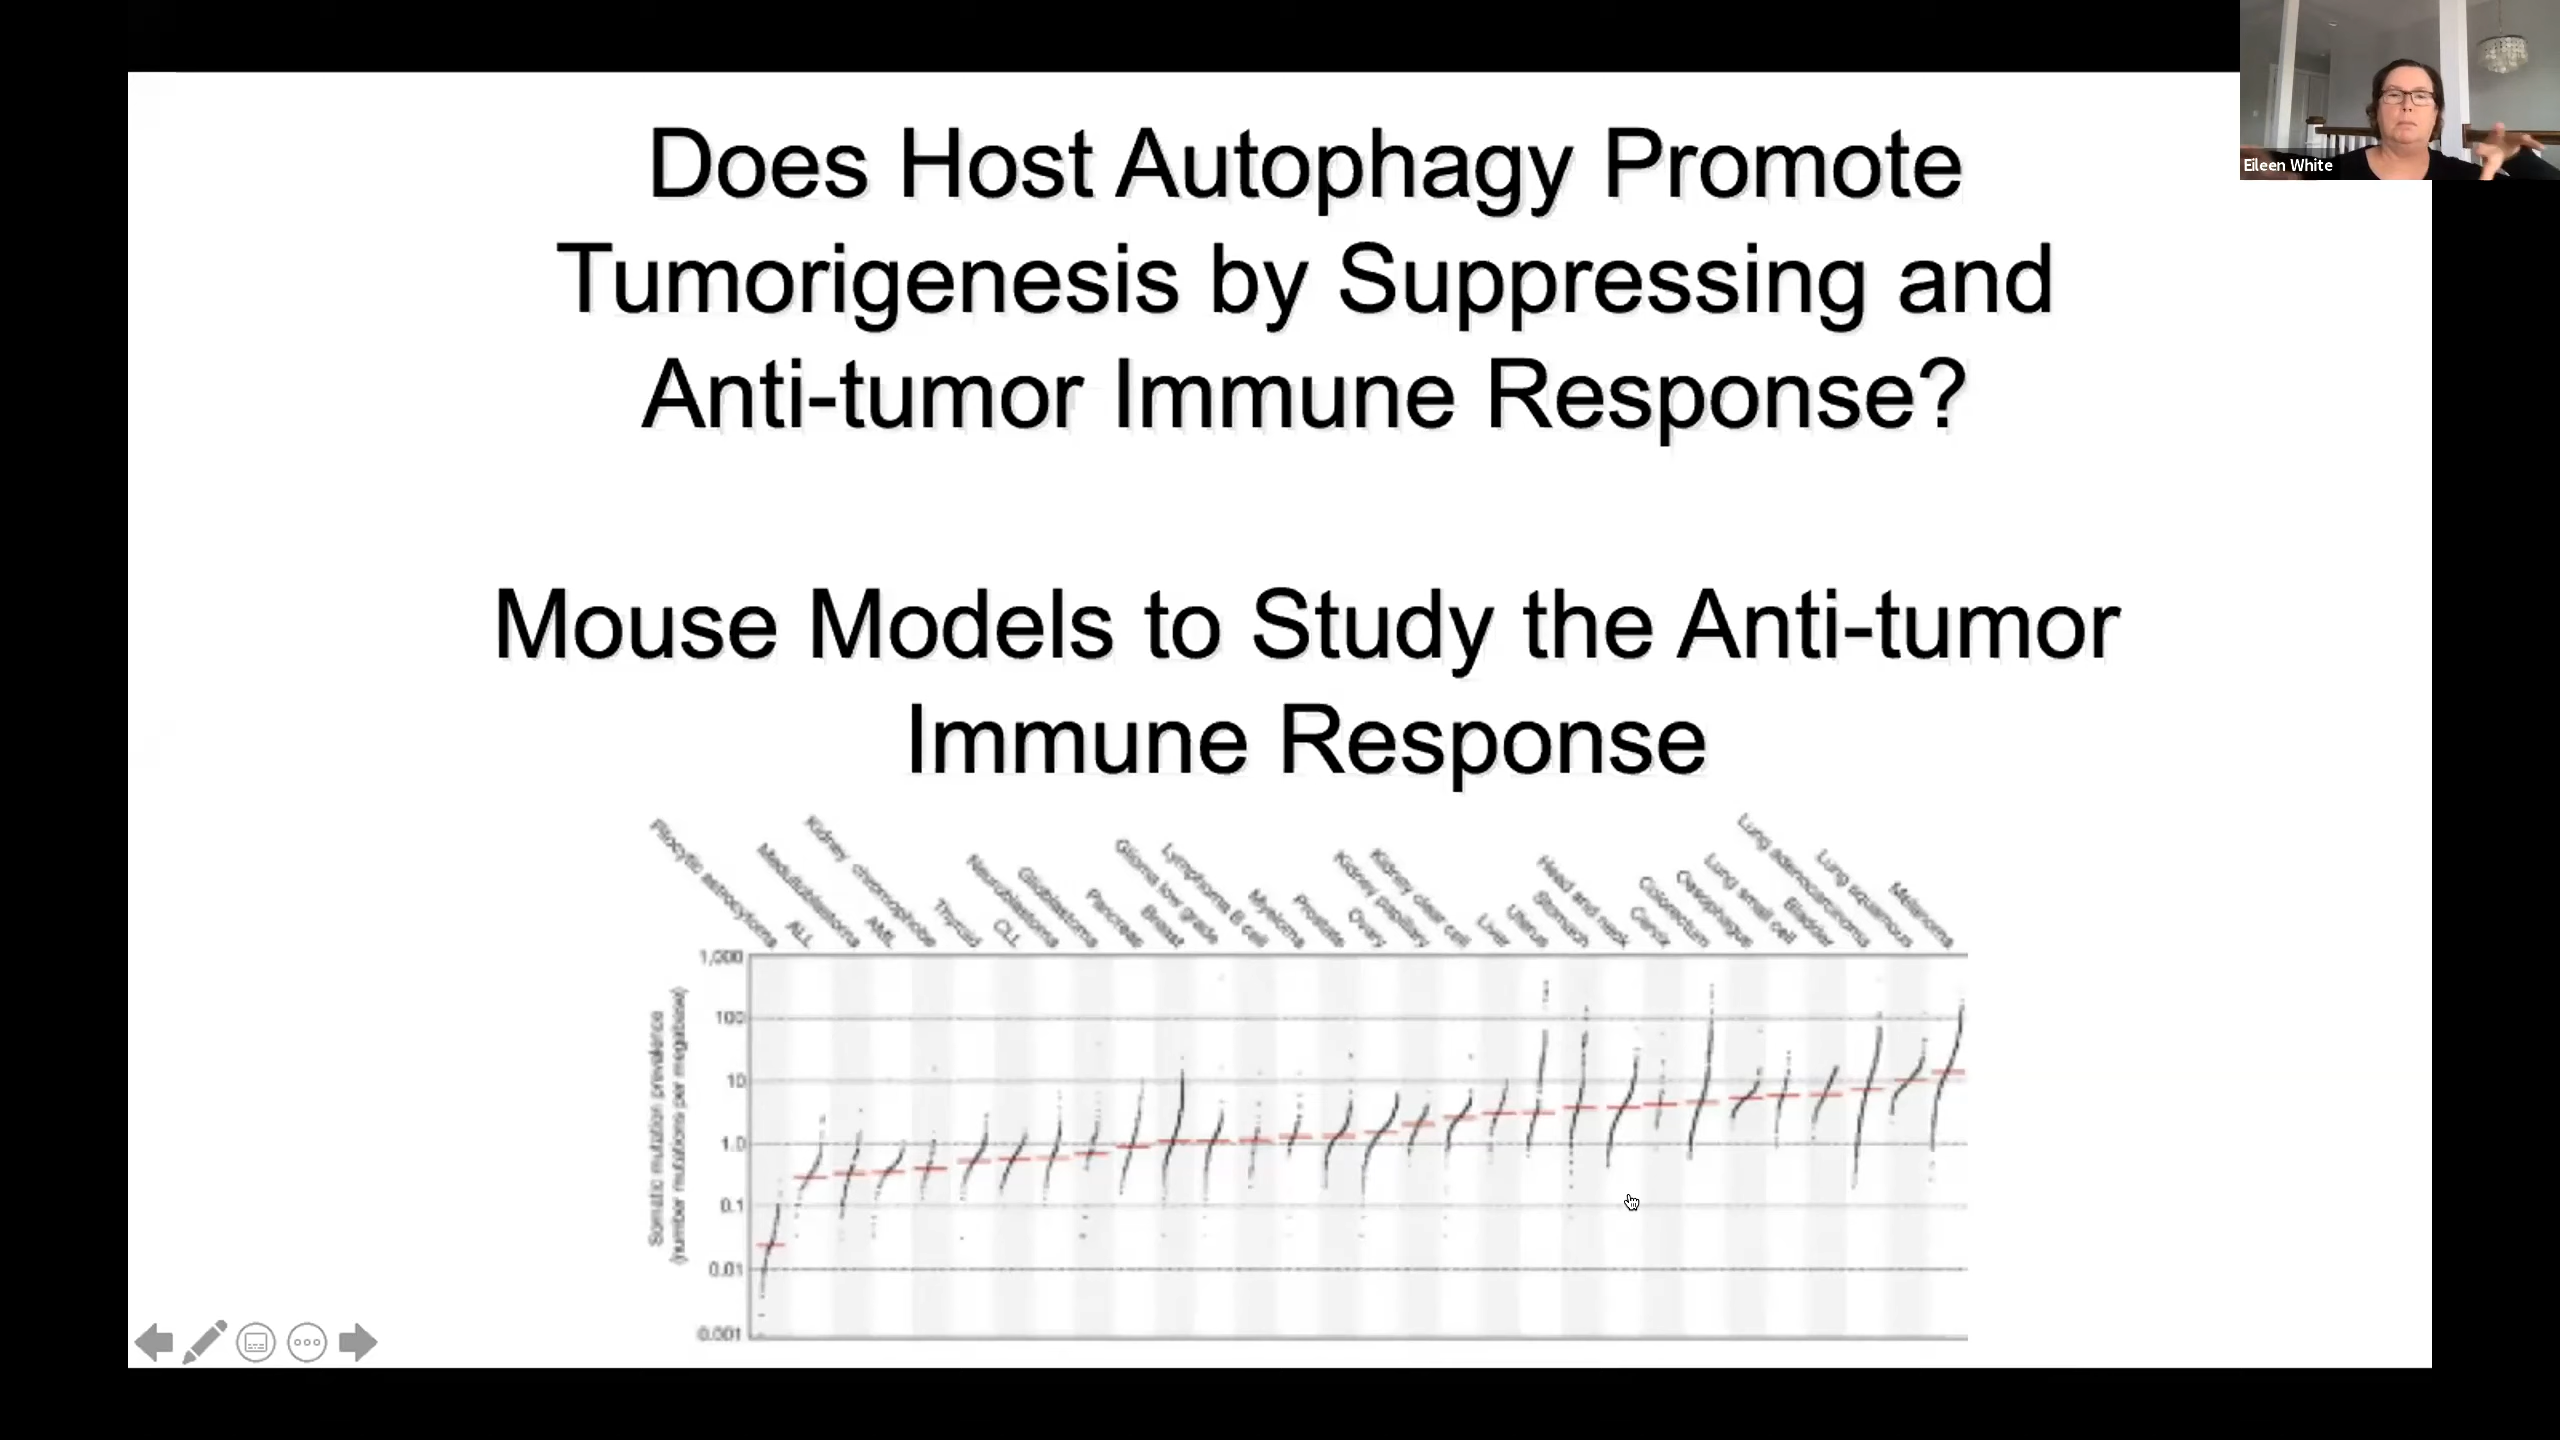 Does Host Autophagy Promote
Tumorigenesis by Suppressing and
Anti-tumor Immune Response?
Mouse Models to Study the Anti-tumor
Immune Response
Eileen White
Pilocytic astrocytoma
ALL
Medulloblastoma
AML
Kidney chromophobe
Thyroid
CLL
Neuroblastoma
Glioblastoma
Pancreas
Breast
Glioma low grade
Lymphoma B cell
Myeloma
Prostate
Ovary
Kidney papillary
Kidney clear cell
Liver
Uterus
Stomach
Head and neck
Cervix
Colorectum
Oesophagus
Lung small cell
Bladder
Lung adenocarcinoma
Lung squamous
Melanoma
Somatic mutation prevalence
(number mutations per megabase)
1,000
100
10
1.0
0.1
0.01
0.001